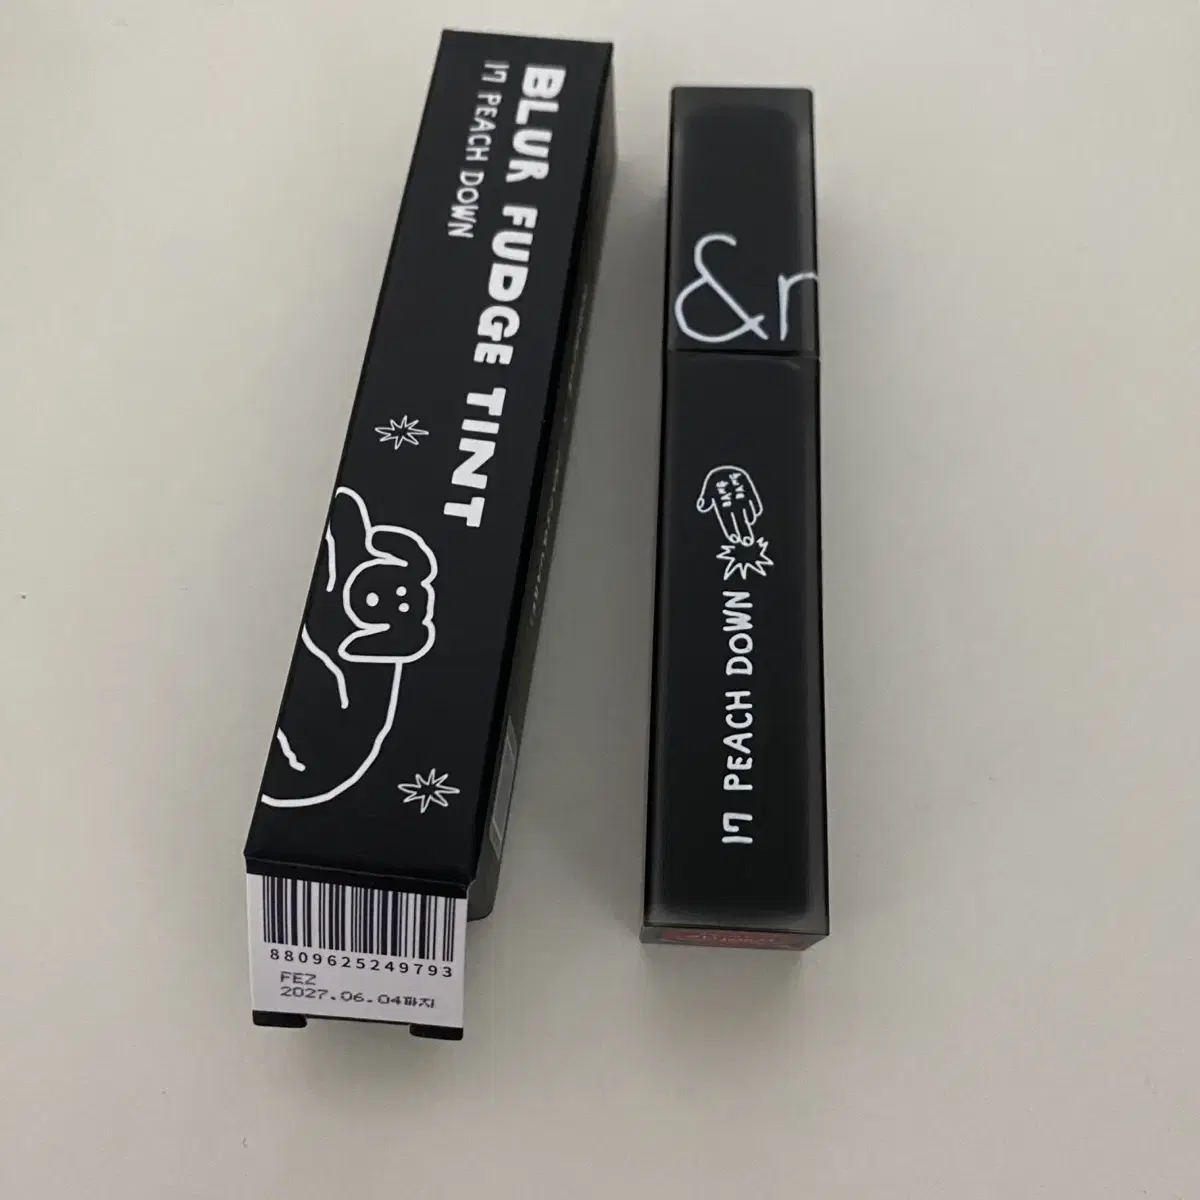 BLUR FUDGE TINT
17 PEACH DOWN
8809625249793
FEZ
2027.06.04까지
&r
17 PEACH DOWN